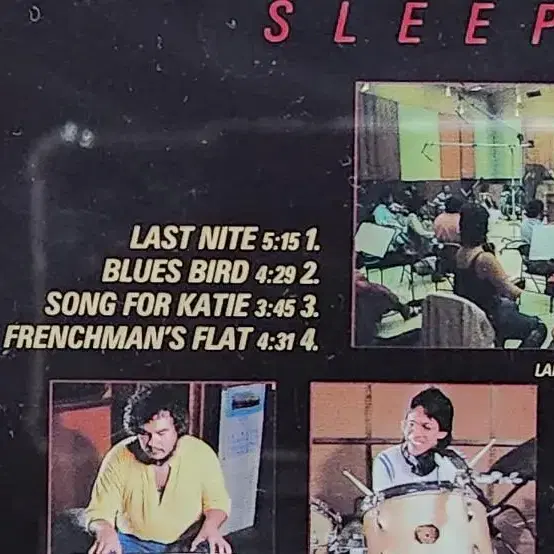 SLEEP
LAST NITE 5:15 1.
BLUES BIRD 4:29 2.
SONG FOR KATIE 3:45 3.
FRENCHMAN'S FLAT 4:31 4.